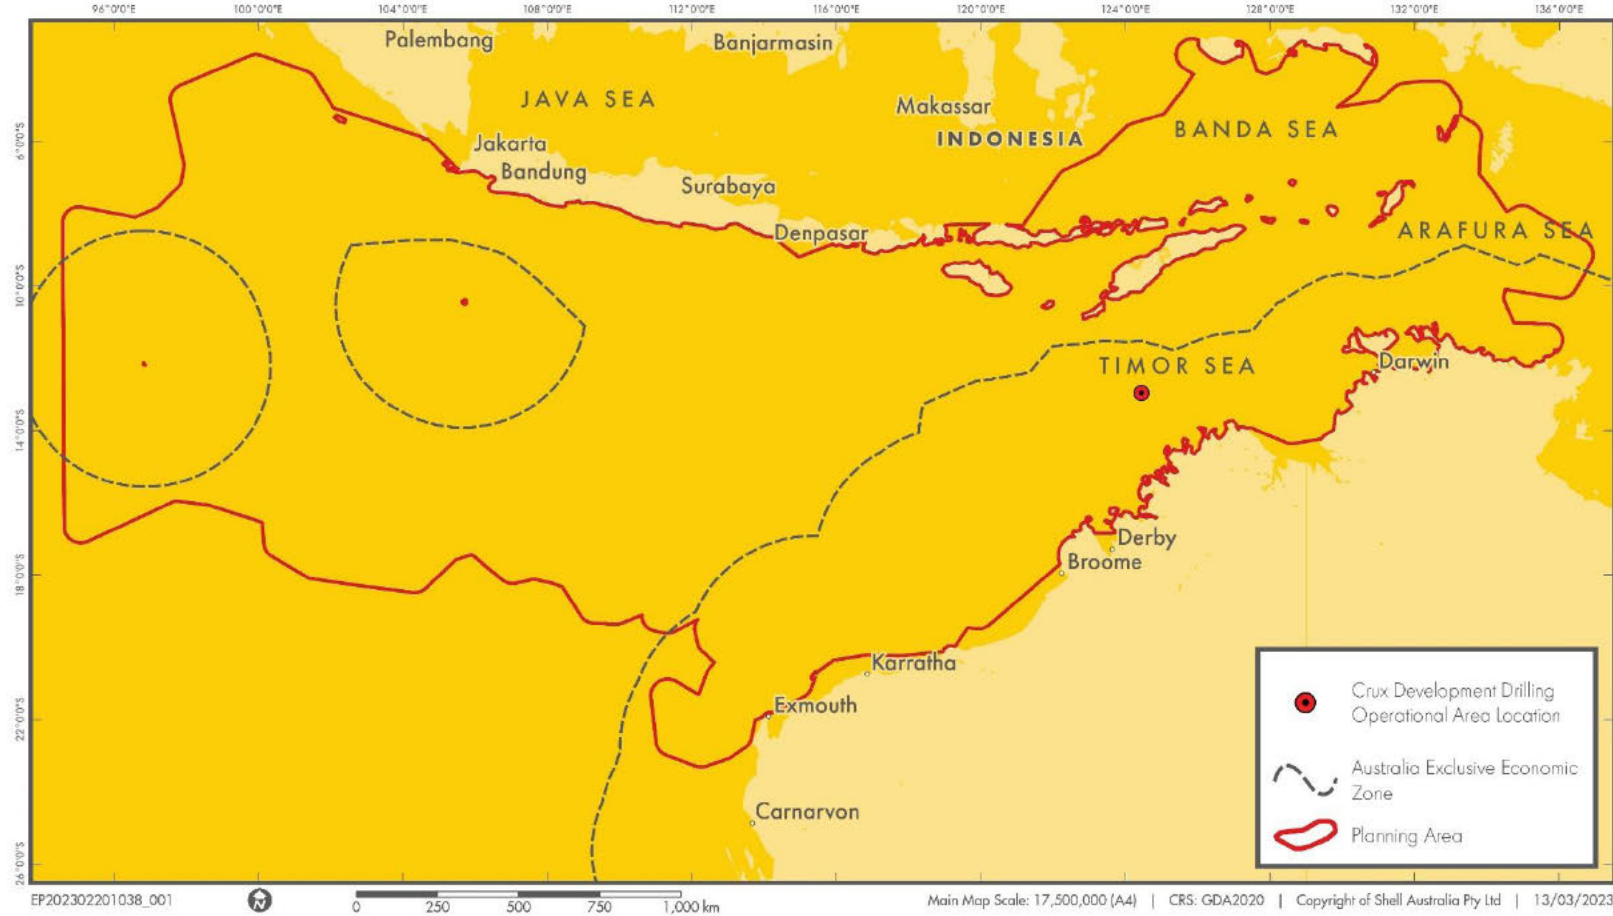 96°0'0"E 100°0'0"E 104°0'0"E 108°0'0"E 112°0'0"E 116°0'0"E 120°0'0"E 124°0'0"E 128°0'0"E 132°0'0"E 136°0'0"E
Palembang
Banjarmasin
JAVA SEA
Makassar
INDONESIA
BANDA SEA
6°0'0"S
Jakarta
Bandung
Surabaya
Denpasar
ARAFURA SEA
10°0'0"S
TIMOR SEA
Darwin
14°0'0"S
Derby
Broome
18°0'0"S
Karratha
Exmouth
22°0'0"S
Carnarvon
26°0'0"S
Crux Development Drilling
Operational Area Location
Australia Exclusive Economic
Zone
Planning Area
EP202302201038_001
N
0 250 500 750 1,000 km
Main Map Scale: 17,500,000 (A4) | CRS: GDA2020 | Copyright of Shell Australia Pty Ltd | 13/03/2023